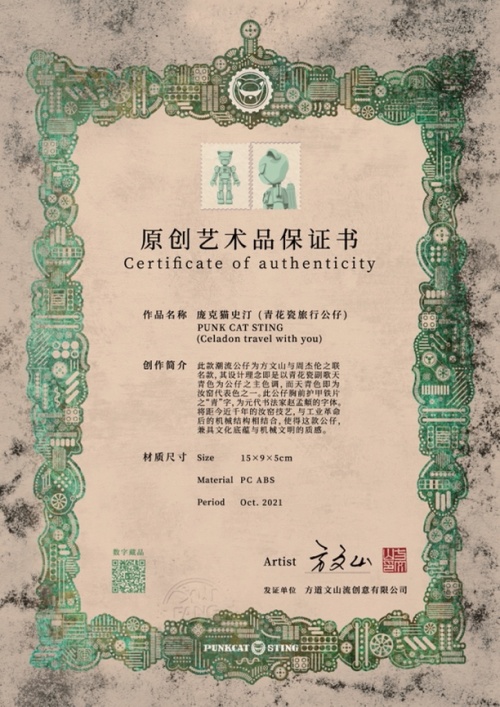 原创艺术品保证书
Certificate of authenticity
作品名称 庞克猫史汀（青花瓷旅行公仔）
PUNK CAT STING
(Celadon travel with you)
创作简介 此款潮流公仔为方文山与周杰伦之联
名款，其设计理念即是以青花瓷副歌天
青色为公仔之主色调，而天青色即为
汝窑代表色之一。此公仔胸前护甲铁片
之“青”字，为元代书法家赵孟頫的字体，
将距今近千年的汝窑技艺，与工业革命
后的机械结构相结合，使得这款公仔，
兼具文化底蕴与机械文明的质感。
材质尺寸 Size 15×9×5cm
Material PC ABS
Period Oct. 2021
数字藏品
Artist 方文山
发证单位 方道文山流创意有限公司
PUNKCAT STING